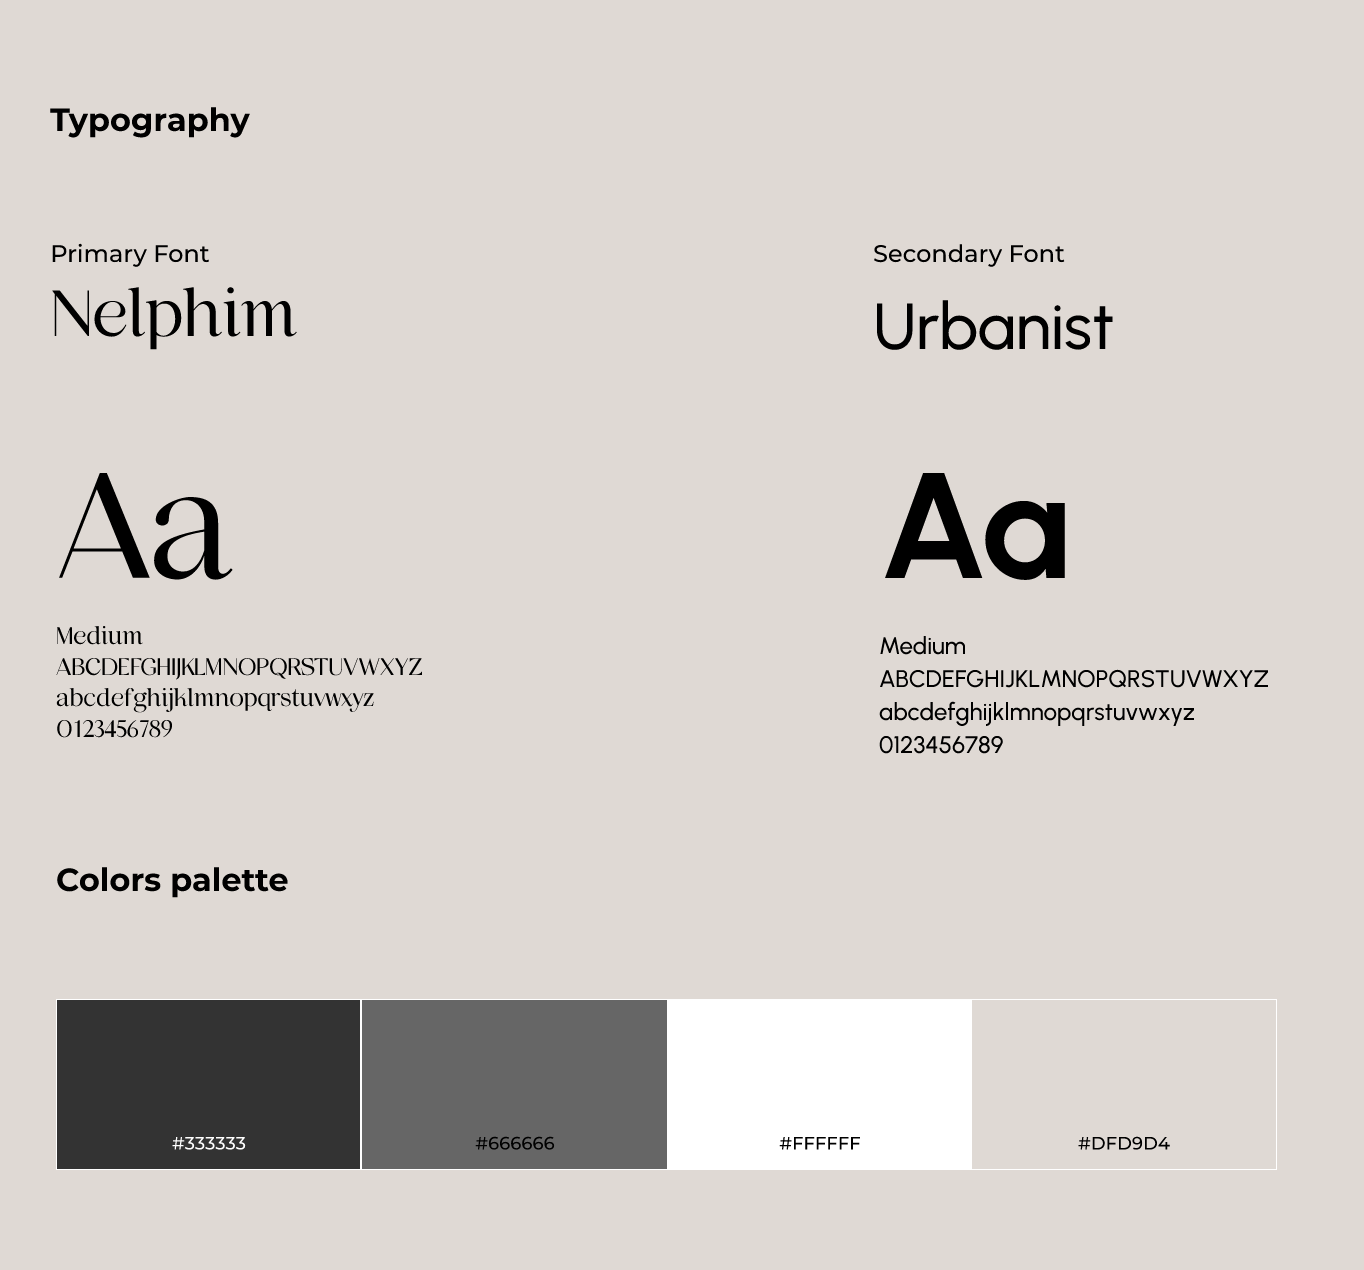 Typography
Primary Font
Nelphim
Secondary Font
Urbanist
Aa
Medium
ABCDEFGHIJKLMNOPQRSTUVWXYZ
abcdefghijklmnopqrstuvwxyz
0123456789
Aa
Medium
ABCDEFGHIJKLMNOPQRSTUVWXYZ
abcdefghijklmnopqrstuvwxyz
0123456789
Colors palette
#333333
#666666
#FFFFFF
#DFD9D4